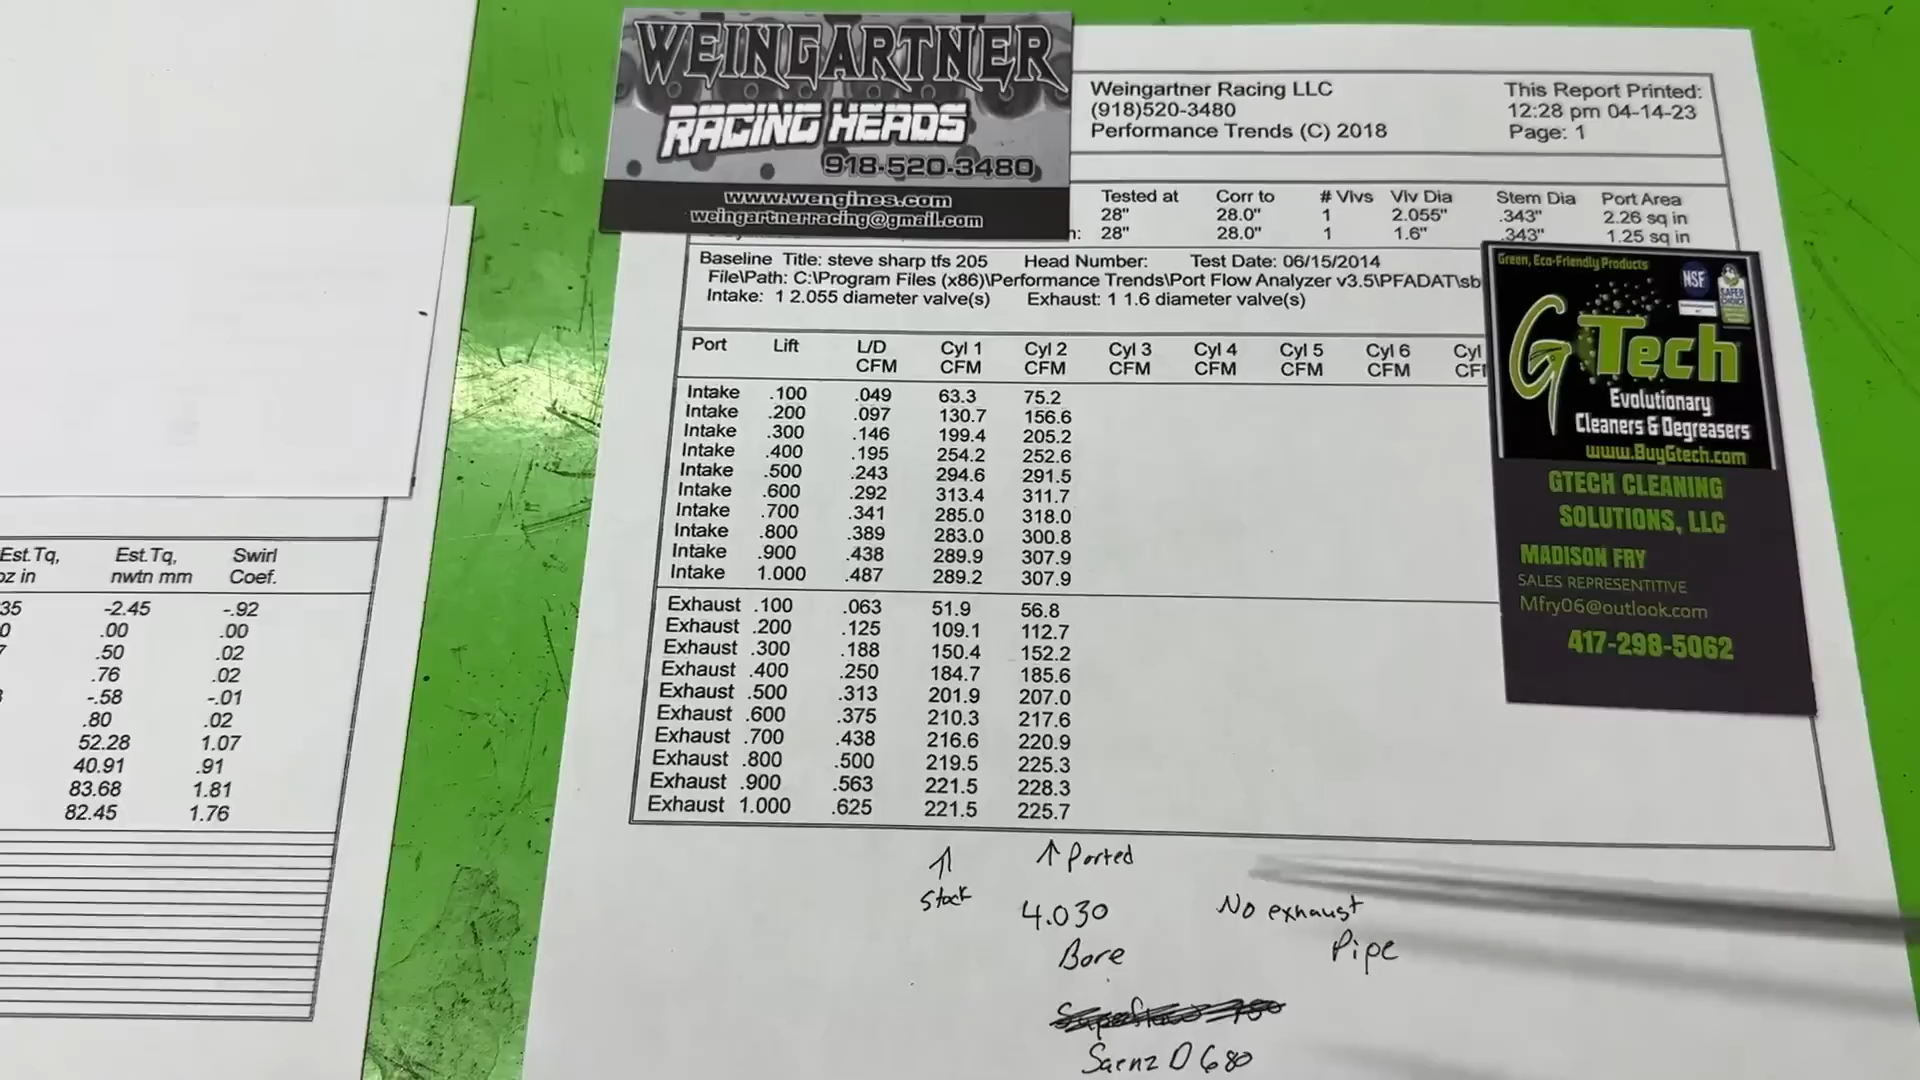 WEINGARTNER
RACING HEADS
918-520-3480
www.wengines.com
weingartnerracing@gmail.com
Weingartner Racing LLC
(918)520-3480
Performance Trends (C) 2018
This Report Printed:
12:28 pm 04-14-23
Page: 1
Tested at Corr to # Vlvs Vlv Dia Stem Dia Port Area
28" 28.0" 1 2.055" .343" 2.26 sq in
28" 28.0" 1 1.6" .343" 1.25 sq in
Baseline Title: steve sharp tfs 205 Head Number: Test Date: 06/15/2014
File\Path: C:\Program Files (x86)\Performance Trends\Port Flow Analyzer v3.5\PFADAT\sb
Intake: 1 2.055 diameter valve(s) Exhaust: 1 1.6 diameter valve(s)
Port Lift L/D Cyl 1 Cyl 2 Cyl 3 Cyl 4 Cyl 5 Cyl 6 Cyl
CFM CFM CFM CFM CFM CFM CFM CFM
Intake .100 .049 63.3 75.2
Intake .200 .097 130.7 156.6
Intake .300 .146 199.4 205.2
Intake .400 .195 254.2 252.6
Intake .500 .243 294.6 291.5
Intake .600 .292 313.4 311.7
Intake .700 .341 285.0 318.0
Intake .800 .389 283.0 300.8
Intake .900 .438 289.9 307.9
Intake 1.000 .487 289.2 307.9
Exhaust .100 .063 51.9 56.8
Exhaust .200 .125 109.1 112.7
Exhaust .300 .188 150.4 152.2
Exhaust .400 .250 184.7 185.6
Exhaust .500 .313 201.9 207.0
Exhaust .600 .375 210.3 217.6
Exhaust .700 .438 216.6 220.9
Exhaust .800 .500 219.5 225.3
Exhaust .900 .563 221.5 228.3
Exhaust 1.000 .625 221.5 225.7
↑ Stock
↑ Ported
4.030
Bore
No exhaust
Pipe
Saenz D 680
Green, Eco-Friendly Products
NSF
GTech
Evolutionary
Cleaners & Degreasers
www.BuyGtech.com
GTECH CLEANING
SOLUTIONS, LLC
MADISON FRY
SALES REPRESENTITIVE
Mfry06@outlook.com
417-298-5062
Est.Tq, Est.Tq, Swirl
oz in nwtn mm Coef.
35 -2.45 -.92
0 .00 .00
7 .50 .02
.76 .02
-.58 -.01
.80 .02
52.28 1.07
40.91 .91
83.68 1.81
82.45 1.76